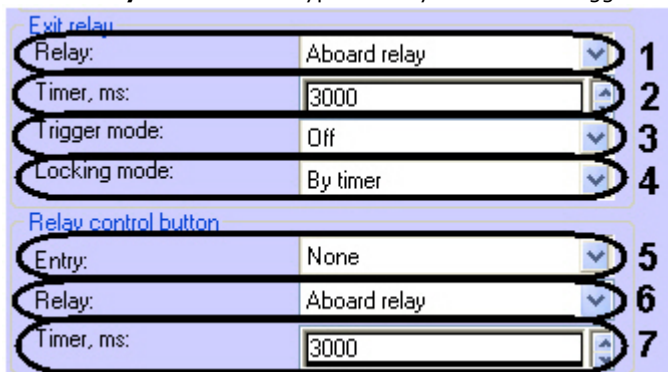 Exit relay
Relay: Aboard relay 1
Timer, ms: 3000 2
Trigger mode: Off 3
Locking mode: By timer 4
Relay control button
Entry: None 5
Relay: Aboard relay 6
Timer, ms: 3000 7